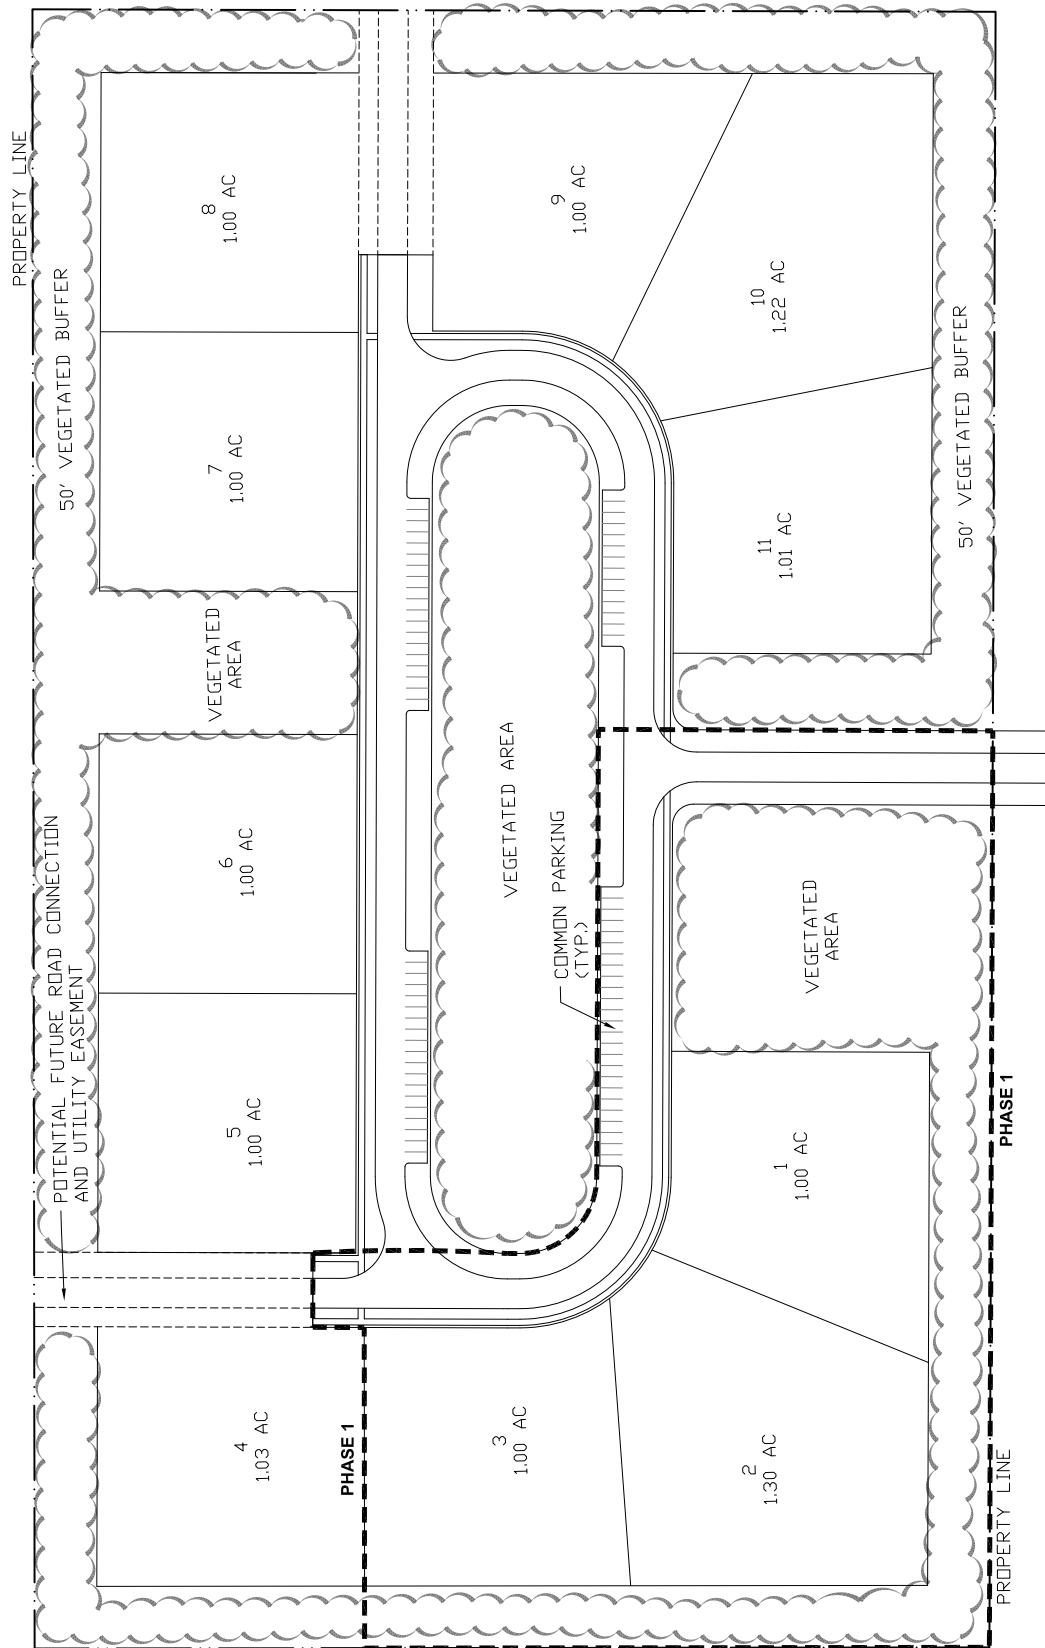 PROPERTY LINE
50' VEGETATED BUFFER
8
1.00 AC
9
1.00 AC
10
1.22 AC
7
1.00 AC
11
1.01 AC
50' VEGETATED BUFFER
VEGETATED
AREA
VEGETATED AREA
6
1.00 AC
COMMON PARKING
(TYP.)
VEGETATED
AREA
POTENTIAL FUTURE ROAD CONNECTION
AND UTILITY EASEMENT
5
1.00 AC
1
1.00 AC
PHASE 1
4
1.03 AC
PHASE 1
3
1.00 AC
2
1.30 AC
PROPERTY LINE